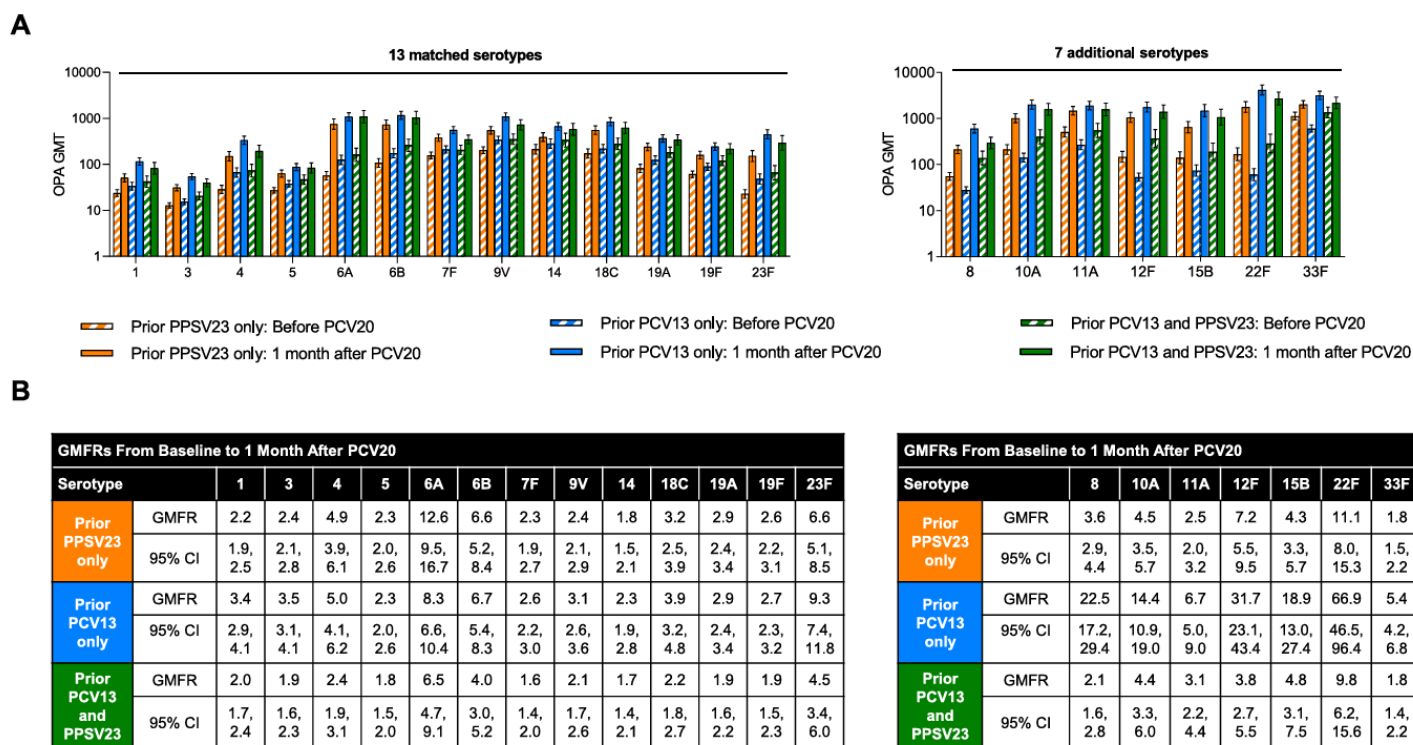 A
13 matched serotypes
10000
1000
100
10
1
OPA GMT
1 3 4 5 6A 6B 7F 9V 14 18C 19A 19F 23F
7 additional serotypes
10000
1000
100
10
1
OPA GMT
8 10A 11A 12F 15B 22F 33F
Prior PPSV23 only: Before PCV20
Prior PCV13 only: Before PCV20
Prior PCV13 and PPSV23: Before PCV20
Prior PPSV23 only: 1 month after PCV20
Prior PCV13 only: 1 month after PCV20
Prior PCV13 and PPSV23: 1 month after PCV20
B
GMFRs From Baseline to 1 Month After PCV20
Serotype 1 3 4 5 6A 6B 7F 9V 14 18C 19A 19F 23F
Prior PPSV23 only
GMFR 2.2 2.4 4.9 2.3 12.6 6.6 2.3 2.4 1.8 3.2 2.9 2.6 6.6
95% CI 1.9, 2.1, 3.9, 2.0, 9.5, 5.2, 1.9, 2.1, 1.5, 2.5, 2.4, 2.2, 5.1,
2.5 2.8 6.1 2.6 16.7 8.4 2.7 2.9 2.1 3.9 3.4 3.1 8.5
Prior PCV13 only
GMFR 3.4 3.5 5.0 2.3 8.3 6.7 2.6 3.1 2.3 3.9 2.9 2.7 9.3
95% CI 2.9, 3.1, 4.1, 2.0, 6.6, 5.4, 2.2, 2.6, 1.9, 3.2, 2.4, 2.3, 7.4,
4.1 4.1 6.2 2.6 10.4 8.3 3.0 3.6 2.8 4.8 3.4 3.2 11.8
Prior PCV13 and PPSV23
GMFR 2.0 1.9 2.4 1.8 6.5 4.0 1.6 2.1 1.7 2.2 1.9 1.9 4.5
95% CI 1.7, 1.6, 1.9, 1.5, 4.7, 3.0, 1.4, 1.7, 1.4, 1.8, 1.6, 1.5, 3.4,
2.4 2.3 3.1 2.0 9.1 5.2 2.0 2.6 2.1 2.7 2.2 2.3 6.0
GMFRs From Baseline to 1 Month After PCV20
Serotype 8 10A 11A 12F 15B 22F 33F
Prior PPSV23 only
GMFR 3.6 4.5 2.5 7.2 4.3 11.1 1.8
95% CI 2.9, 3.5, 2.0, 5.5, 3.3, 8.0, 1.5,
4.4 5.7 3.2 9.5 5.7 15.3 2.2
Prior PCV13 only
GMFR 22.5 14.4 6.7 31.7 18.9 66.9 5.4
95% CI 17.2, 10.9, 5.0, 23.1, 13.0, 46.5, 4.2,
29.4 19.0 9.0 43.4 27.4 96.4 6.8
Prior PCV13 and PPSV23
GMFR 2.1 4.4 3.1 3.8 4.8 9.8 1.8
95% CI 1.6, 3.3, 2.2, 2.7, 3.1, 6.2, 1.4,
2.8 6.0 4.4 5.5 7.5 15.6 2.2